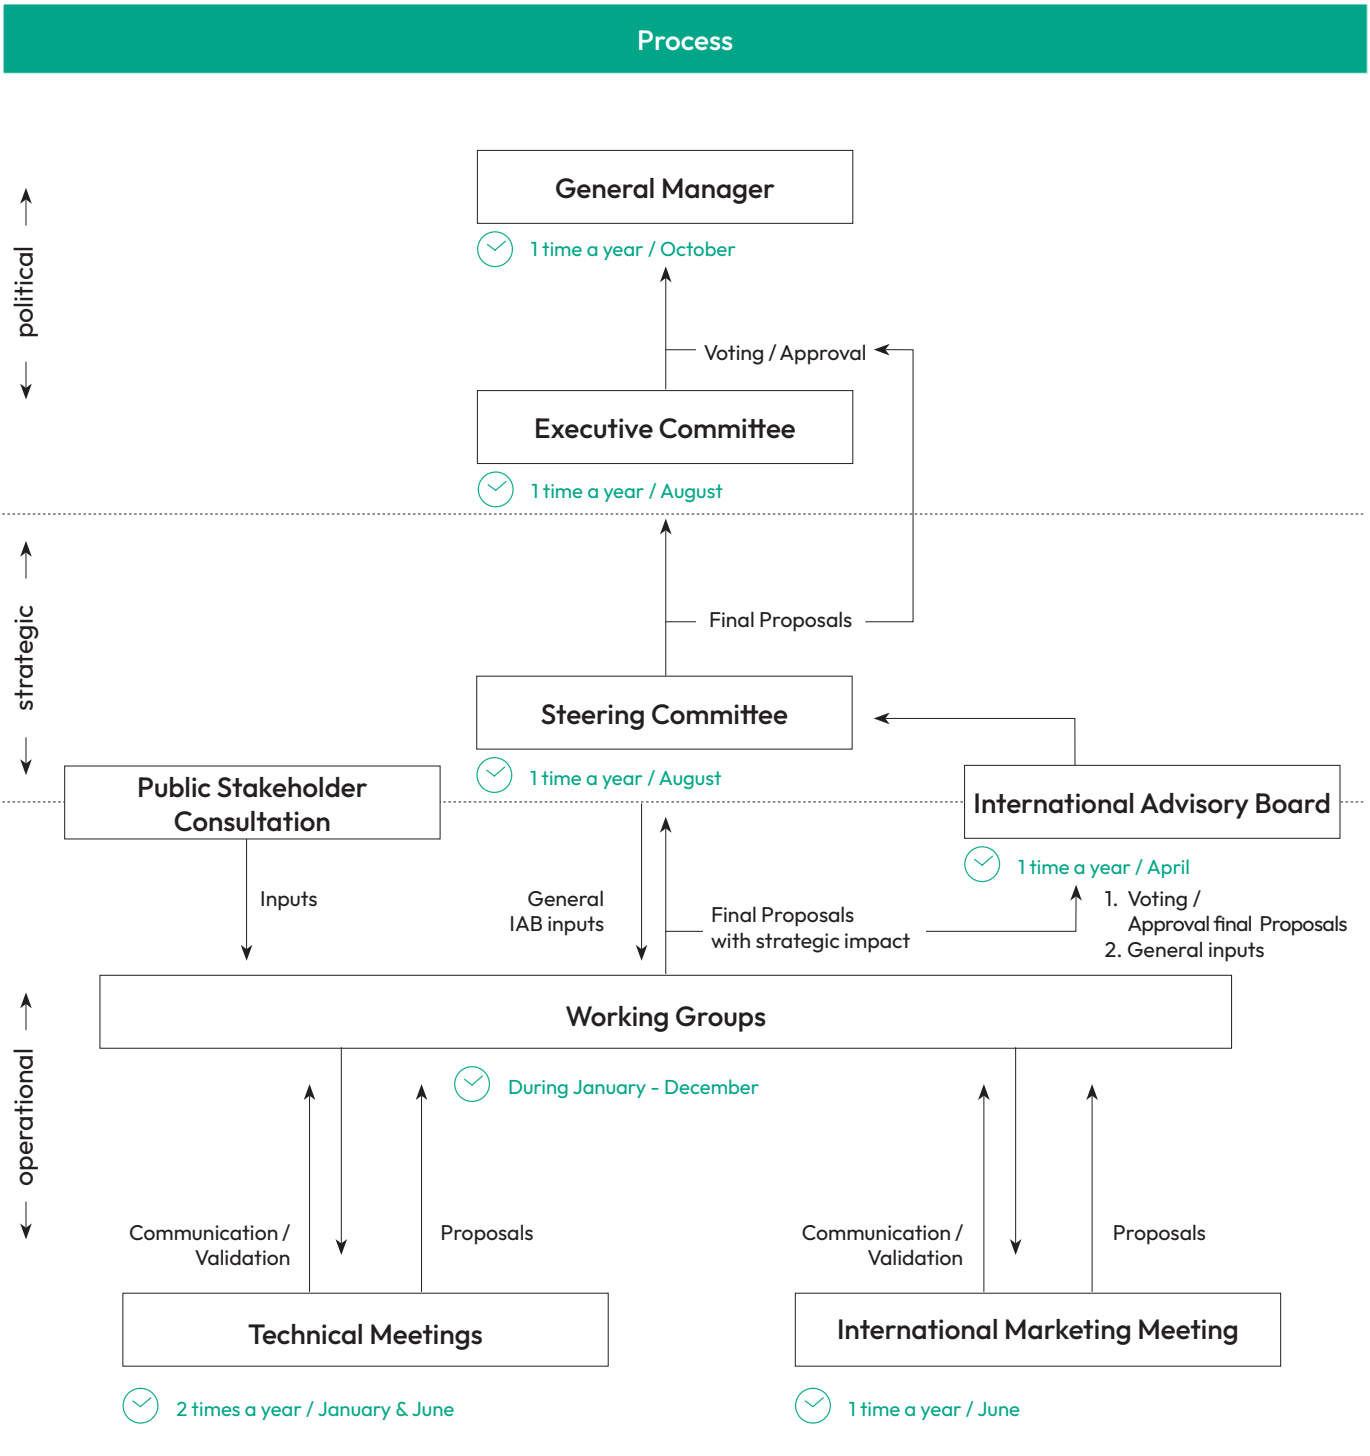 Process
General Manager
1 time a year / October
political
Voting / Approval
Executive Committee
1 time a year / August
strategic
Final Proposals
Steering Committee
1 time a year / August
Public Stakeholder
Consultation
International Advisory Board
1 time a year / April
Inputs
General
IAB inputs
Final Proposals
with strategic impact
1. Voting /
Approval final Proposals
2. General inputs
Working Groups
During January - December
operational
Communication /
Validation
Proposals
Communication /
Validation
Proposals
Technical Meetings
2 times a year / January & June
International Marketing Meeting
1 time a year / June